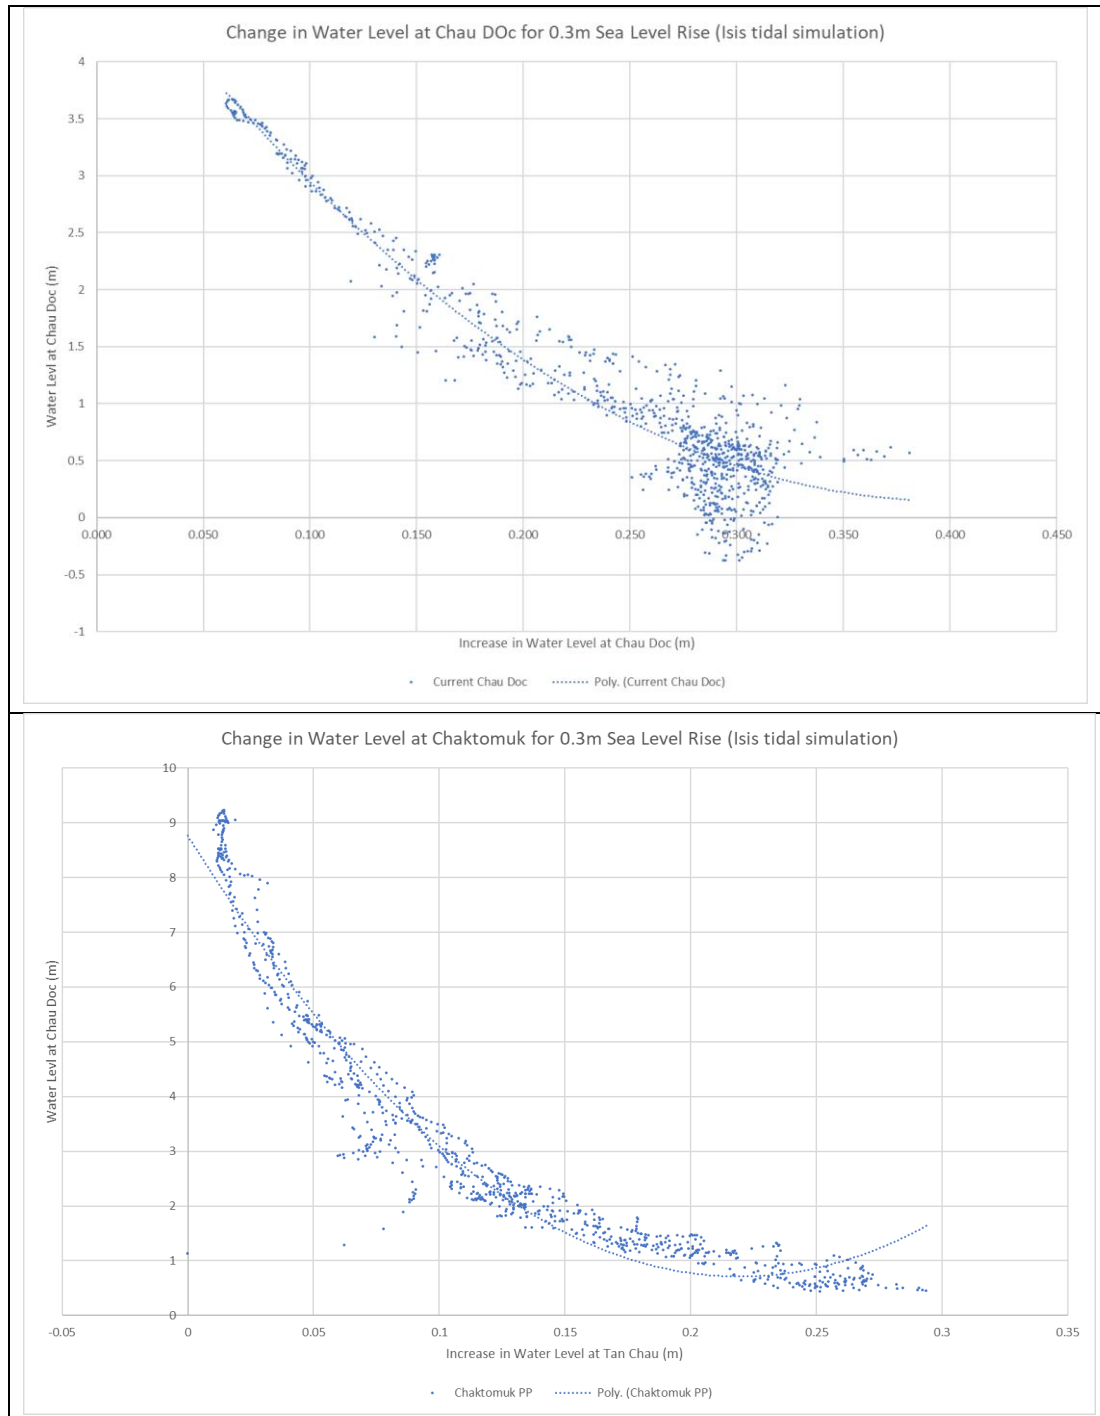 Change in Water Level at Chau DOc for 0.3m Sea Level Rise (Isis tidal simulation)
4
3.5
3
2.5
2
1.5
1
0.5
0
-0.5
-1
Water Levl at Chau Doc (m)
0.000 0.050 0.100 0.150 0.200 0.250 0.300 0.350 0.400 0.450
Increase in Water Level at Chau Doc (m)
Current Chau Doc Poly. (Current Chau Doc)
Change in Water Level at Chaktomuk for 0.3m Sea Level Rise (Isis tidal simulation)
10
9
8
7
6
5
4
3
2
1
0
Water Levl at Chau Doc (m)
-0.05 0 0.05 0.1 0.15 0.2 0.25 0.3 0.35
Increase in Water Level at Tan Chau (m)
Chaktomuk PP Poly. (Chaktomuk PP)